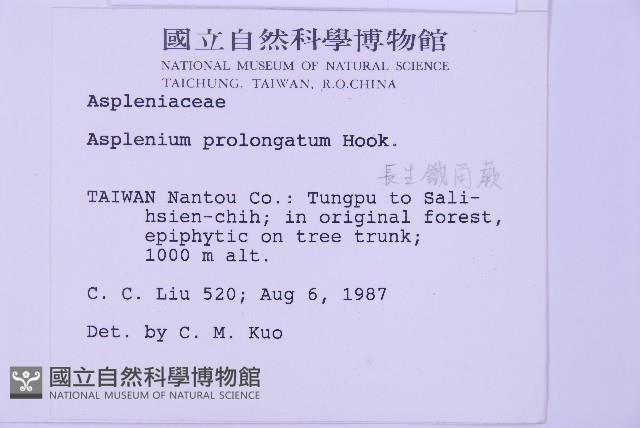 國立自然科學博物館
NATIONAL MUSEUM OF NATURAL SCIENCE
TAICHUNG, TAIWAN, R.O.CHINA
Aspleniaceae
Asplenium prolongatum Hook.
長生鐵角蕨
TAIWAN Nantou Co.: Tungpu to Sali-
hsien-chih; in original forest,
epiphytic on tree trunk;
1000 m alt.
C. C. Liu 520; Aug 6, 1987
Det. by C. M. Kuo
國立自然科學博物館
NATIONAL MUSEUM OF NATURAL SCIENCE